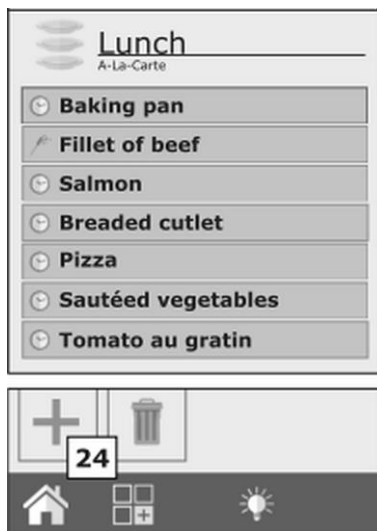 Lunch
A-La-Carte
Baking pan
Fillet of beef
Salmon
Breaded cutlet
Pizza
Sautéed vegetables
Tomato au gratin
24